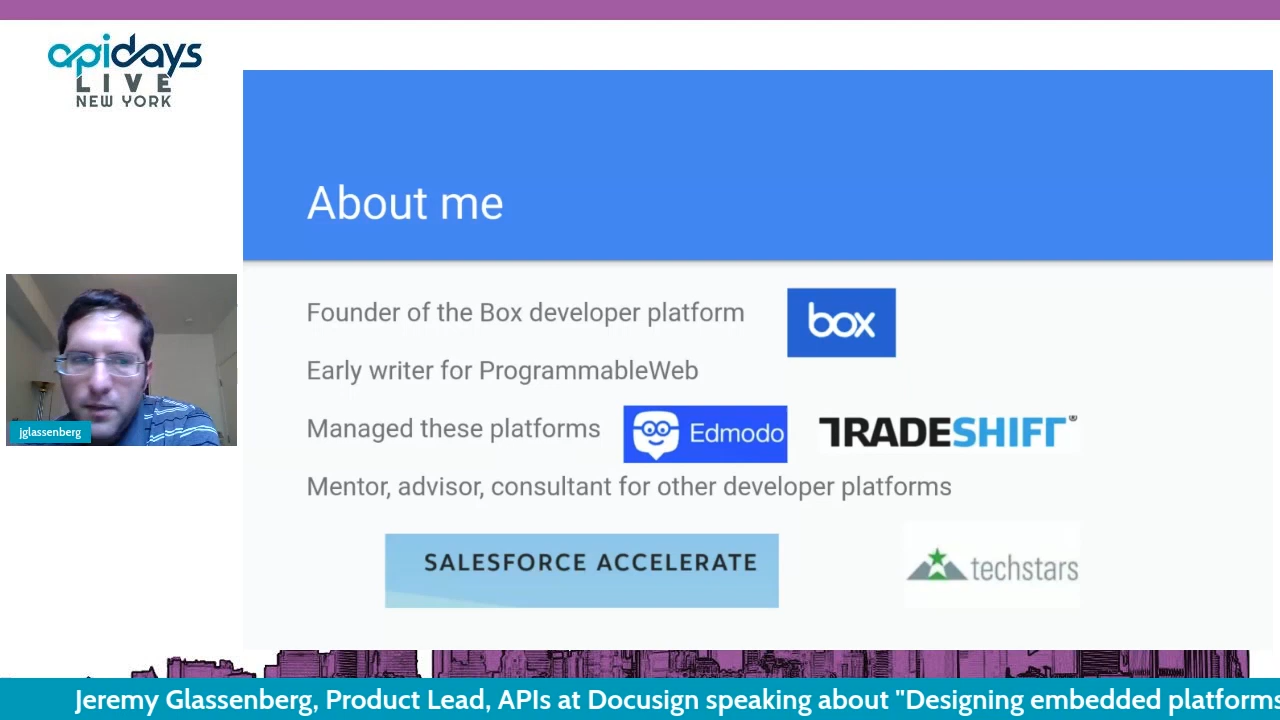 apidays
LIVE
NEW YORK
About me
Founder of the Box developer platform
box
Early writer for ProgrammableWeb
Managed these platforms
Edmodo
TRADESHIFT®
Mentor, advisor, consultant for other developer platforms
SALESFORCE ACCELERATE
techstars
jglassenberg
Jeremy Glassenberg, Product Lead, APIs at Docusign speaking about "Designing embedded platforms